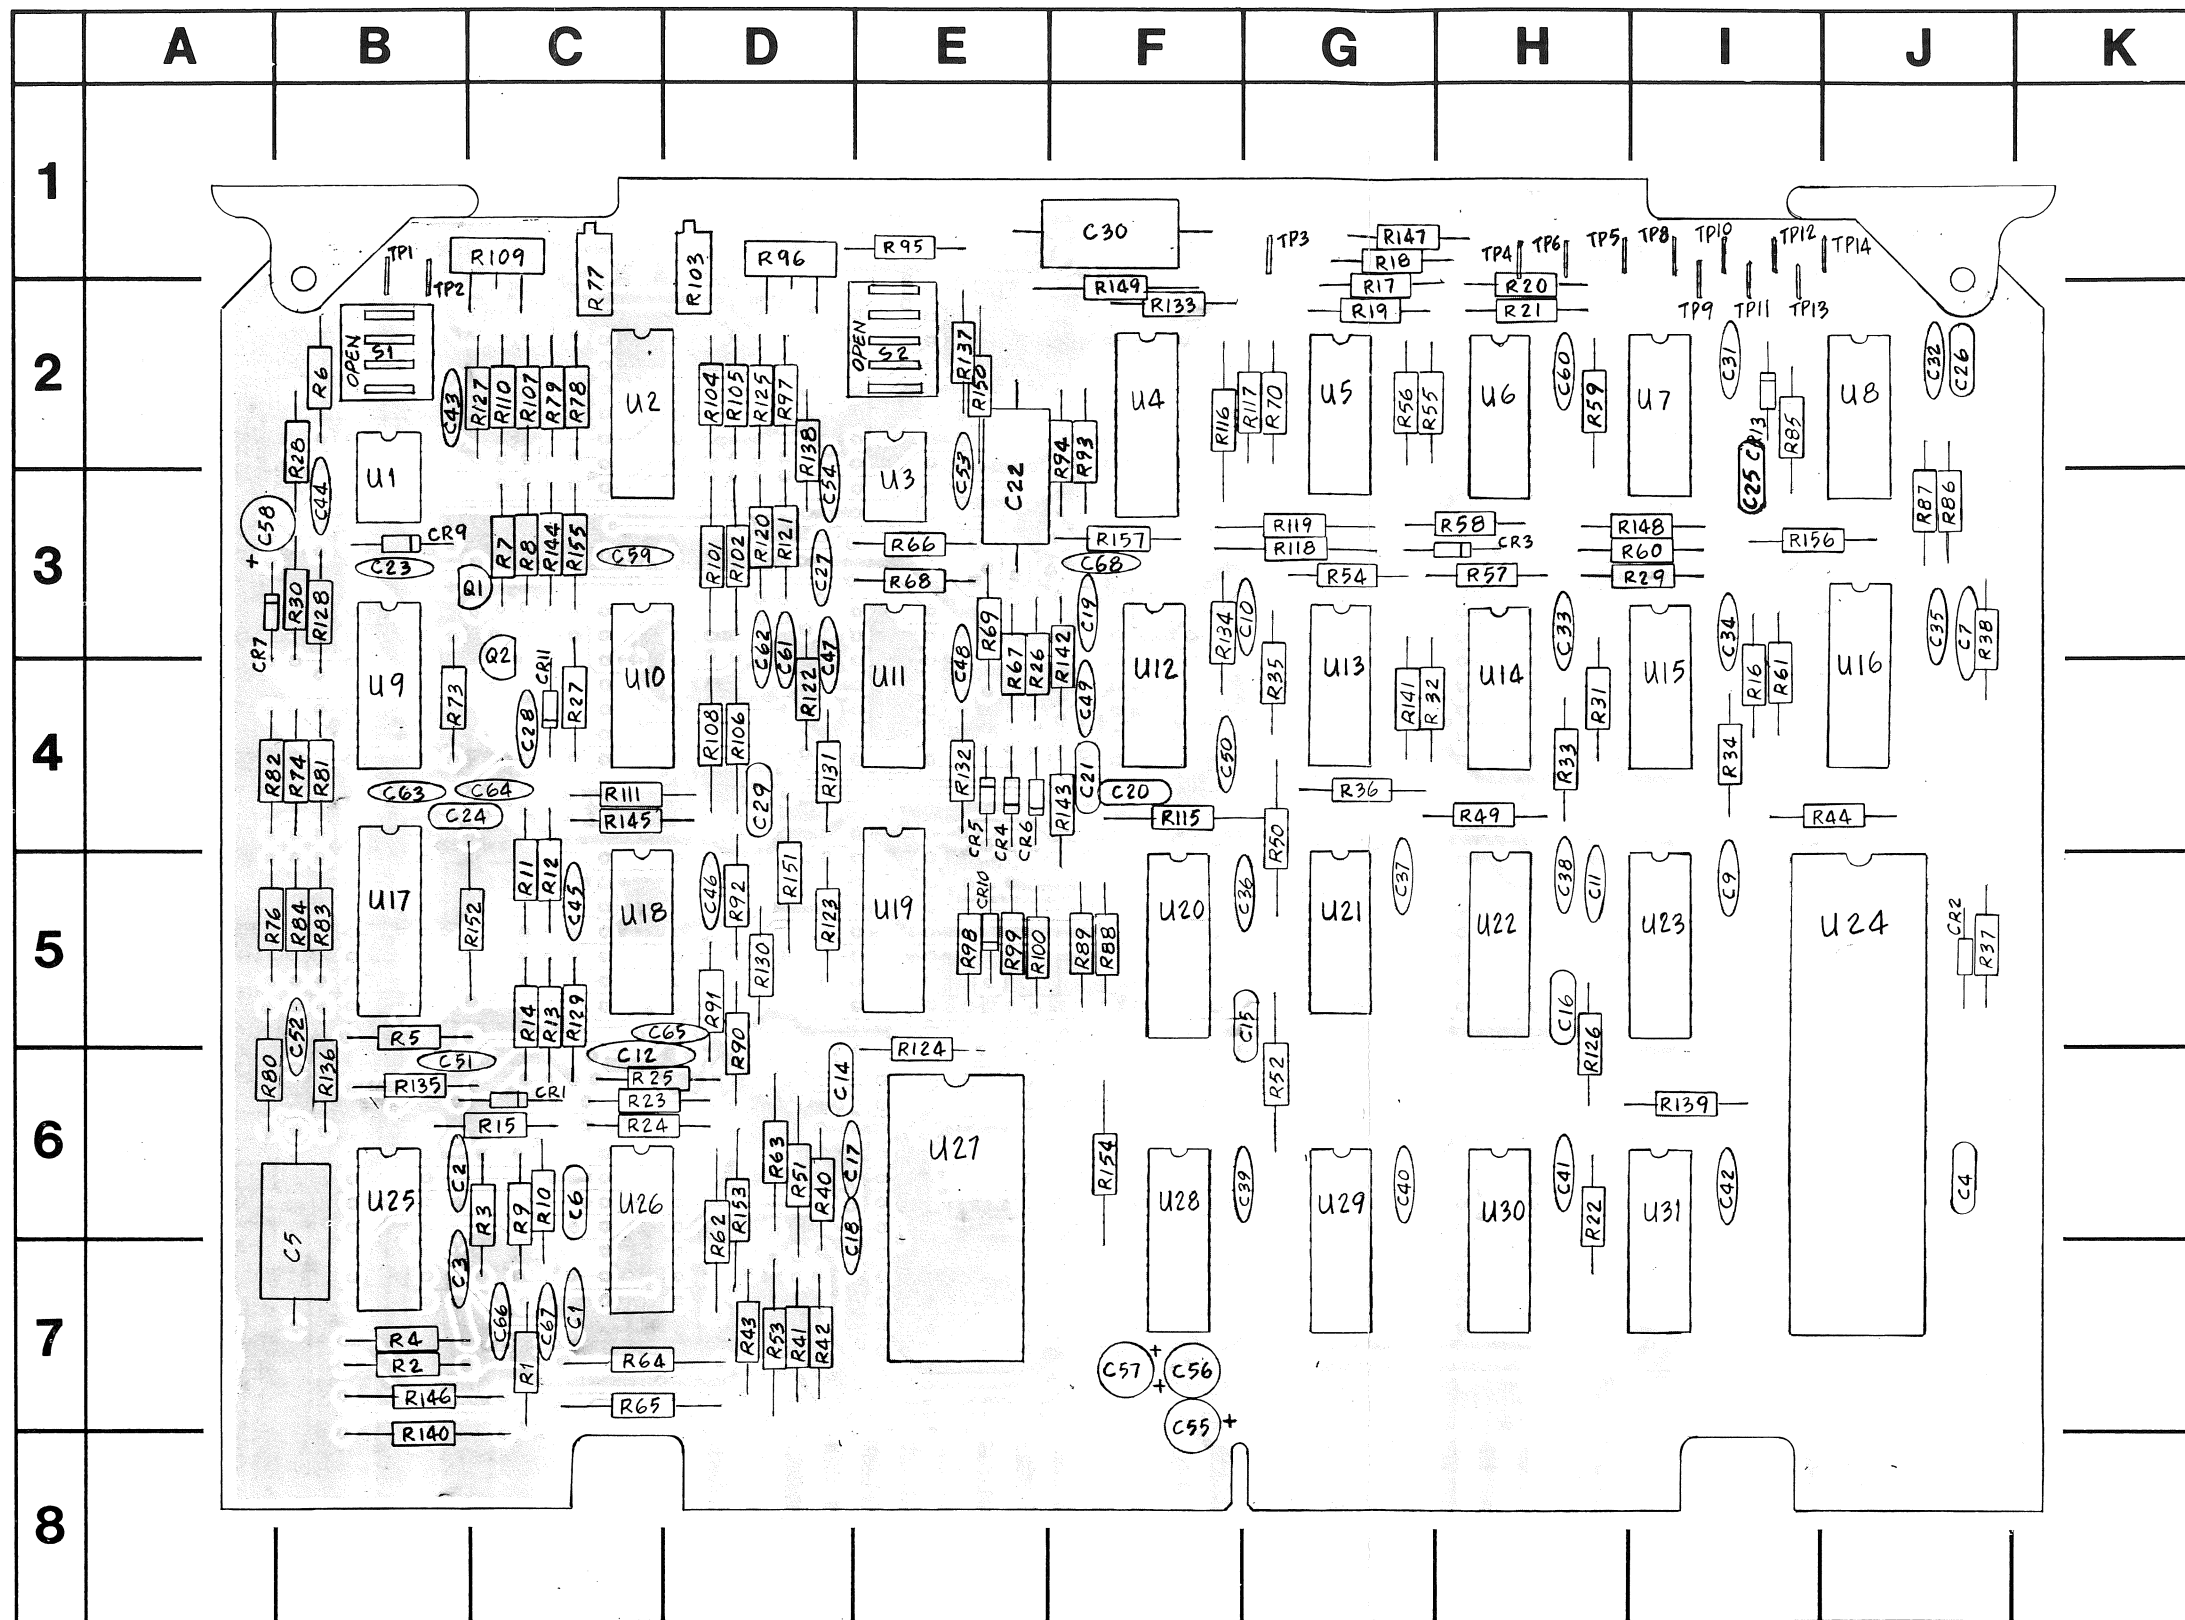 A B C D E F G H I J K
1
TP1 R109 R77 R103 R96 R95 C30 TP3 R147 TP4 TP6 TP5 TP8 TP10 TP12 TP14
R18
TP2 R149 R17 R20
R133 R19 R21 TP9 TP11 TP13
2
OPEN S1 OPEN S2 R137
R6 R150 C60 C31 C32 C26
C43 R127 R110 R107 R79 R78 U2 R104 R105 R125 R97 U4 R116 R117 R70 U5 R56 R55 U6 R59 U7 CR13 R85 U8
R28 R138 R94 R93
C44 U1 C54 U3 C53 C22 C25 R87 R86
3
C58 CR9 R7 R8 R144 R155 C59 R101 R102 R120 R121 R66 R157 R119 R58 R148 R156
+ C23 C27 C68 R118 CR3 R60
R30 R128 Q1 R68 R54 R57 R29
CR7 Q2 C62 C61 C47 C48 R69 C19 R134 C10 C33 C34 C35 C7 R38
CR11 R67 R26 R142
4
U9 R73 C28 R27 U10 R122 U11 C49 U12 R35 U13 R141 R32 U14 R31 U15 R16 R61 U16
R108 R106 C50
R82 R74 R81 R131 R132 C21 R33 R34
C63 C64 R111 C29 R143 C20 R36
C24 R145 CR5 CR4 CR6 R115 R50 R49 R44
5
R11 R12 C45 C46 R92 R151 CR10 C36 C37 C38 C11 C9
R76 R84 R83 U17 R152 U18 R123 U19 R98 R99 R100 R89 R88 U20 U21 U22 U23 U24 CR2 R37
R130
C52 R14 R13 R129 R91 C15 C16
R5 C65 R90 R126
R80 R136 C51 C12 R124
6
R135 R25 C14 R52
CR1 R23 R139
R15 R24
C2 R63 R51 R40 C17 U27 R154 C39 C40 C41 C42 C4
U25 R3 R9 R10 C6 U26 R62 R153 C18 U28 U29 U30 R22 U31
C5 C3
7
C66 C67 C1 R43 R53 R41 R42
R4
R2 R1 R64 C57 + + C56
R146 R65
R140 C55 +
8